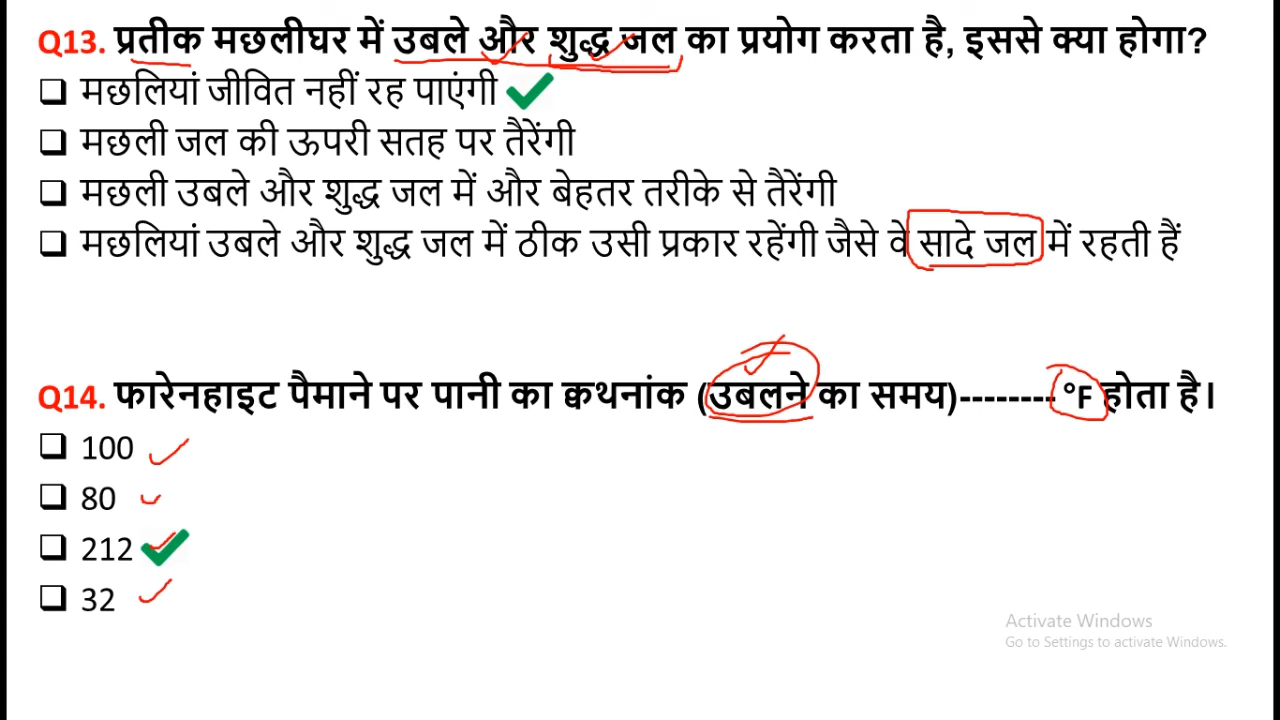 Q13. प्रतीक मछलीघर में उबले और शुद्ध जल का प्रयोग करता है, इससे क्या होगा?
❑ मछलियां जीवित नहीं रह पाएंगी
❑ मछली जल की ऊपरी सतह पर तैरेंगी
❑ मछली उबले और शुद्ध जल में और बेहतर तरीके से तैरेंगी
❑ मछलियां उबले और शुद्ध जल में ठीक उसी प्रकार रहेंगी जैसे वे सादे जल में रहती हैं
Q14. फारेनहाइट पैमाने पर पानी का क्वथनांक (उबलने का समय)--------°F होता है।
❑ 100
❑ 80
❑ 212
❑ 32
Activate Windows
Go to Settings to activate Windows.